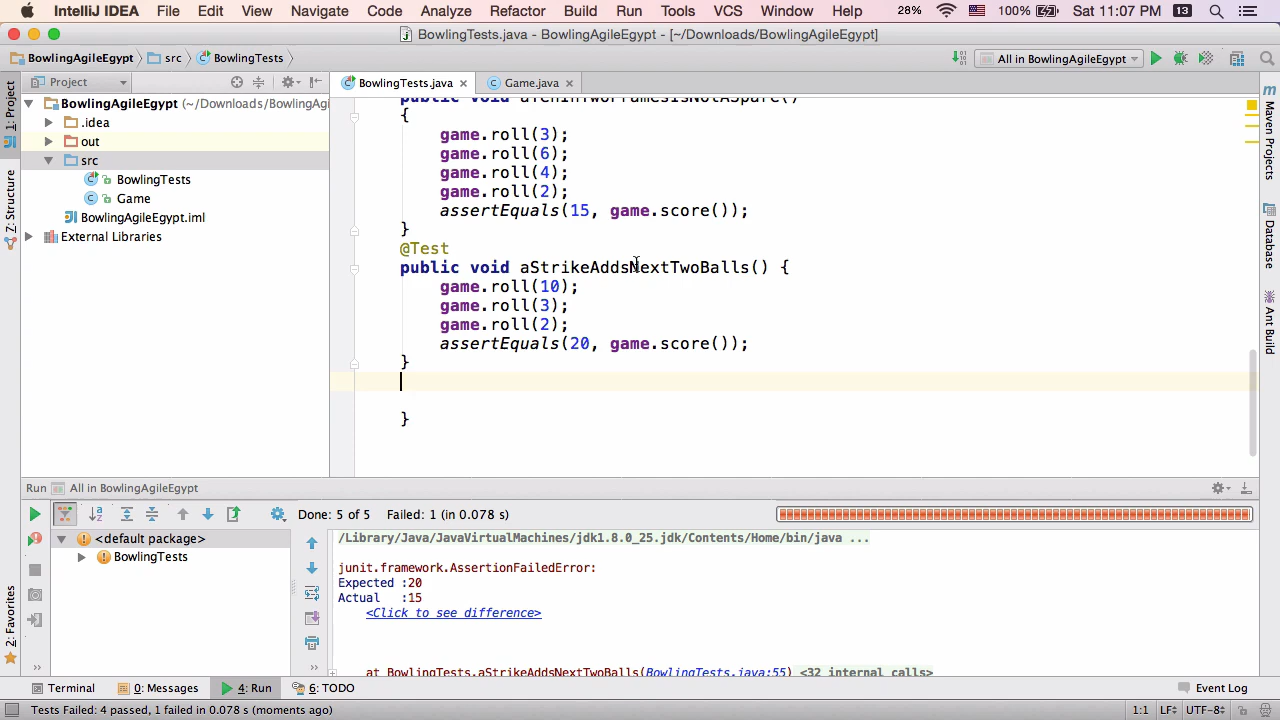 IntelliJ IDEA File Edit View Navigate Code Analyze Refactor Build Run Tools VCS Window Help 28% 100% Sat 11:07 PM 13
BowlingTests.java - BowlingAgileEgypt - [~/Downloads/BowlingAgileEgypt]
BowlingAgileEgypt src BowlingTests All in BowlingAgileEgypt
Project BowlingTests.java Game.java
BowlingAgileEgypt (~/Downloads/BowlingAg
.idea
out
src
BowlingTests
Game
BowlingAgileEgypt.iml
External Libraries
1: Project
Z: Structure
2: Favorites
public void
{
game.roll(3);
game.roll(6);
game.roll(4);
game.roll(2);
assertEquals(15, game.score());
}
@Test
public void aStrikeAddsNextTwoBalls() {
game.roll(10);
game.roll(3);
game.roll(2);
assertEquals(20, game.score());
}
}
Maven Projects
Database
Ant Build
Run All in BowlingAgileEgypt
Done: 5 of 5 Failed: 1 (in 0.078 s)
<default package>
BowlingTests
/Library/Java/JavaVirtualMachines/jdk1.8.0_25.jdk/Contents/Home/bin/java ...
junit.framework.AssertionFailedError:
Expected :20
Actual :15
<Click to see difference>
at BowlingTests.aStrikeAddsNextTwoBalls(BowlingTests.java:55) <32 internal calls>
Terminal 0: Messages 4: Run 6: TODO Event Log
Tests Failed: 4 passed, 1 failed in 0.078 s (moments ago) 1:1 LF UTF-8